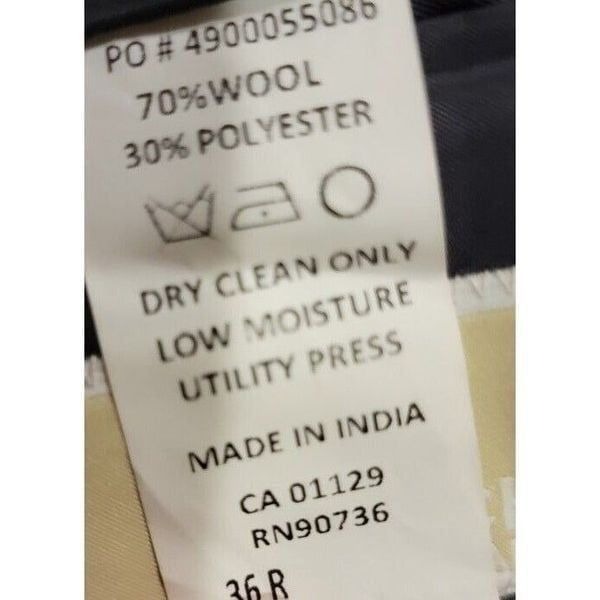 PO # 4900055086
70%WOOL
30% POLYESTER
DRY CLEAN ONLY
LOW MOISTURE
UTILITY PRESS
MADE IN INDIA
CA 01129
RN90736
36 R